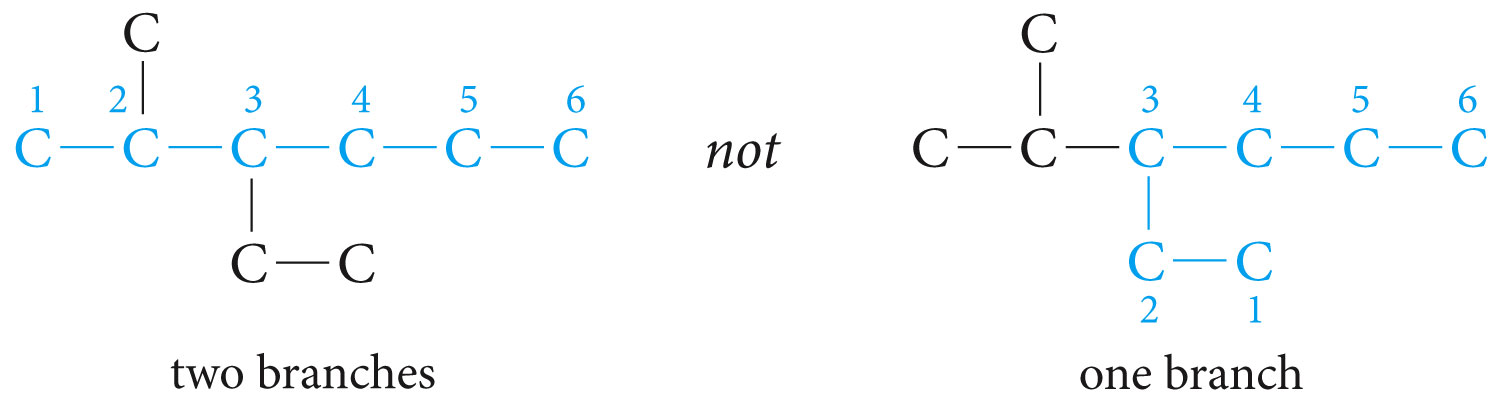 C C
1 2 3 4 5 6 3 4 5 6
C — C — C — C — C — C not C — C — C — C — C — C
C — C C — C
2 1
two branches one branch